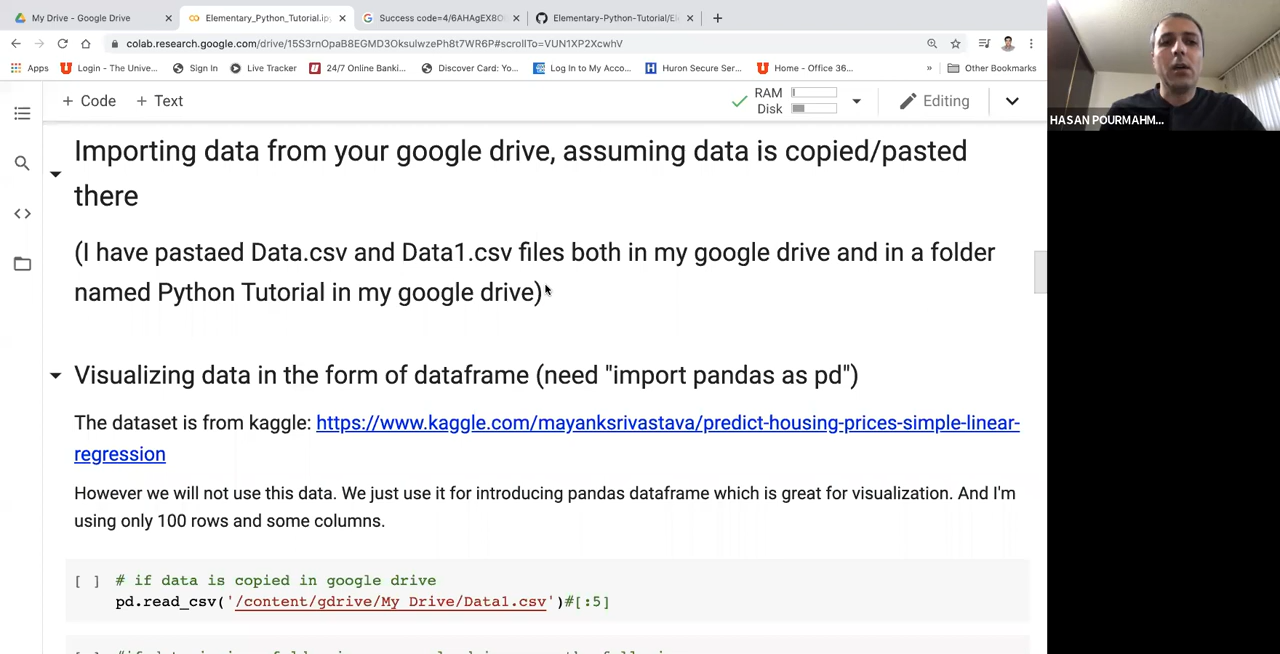 My Drive - Google Drive
Elementary_Python_Tutorial.ip
Success code=4/6AHAgEX8O
Elementary-Python-Tutorial/El
colab.research.google.com/drive/15S3rnOpaB8EGMD3OksulwzePh8t7WR6P#scrollTo=VUN1XP2XcwhV
Apps
Login - The Unive...
Sign In
Live Tracker
24/7 Online Banki...
Discover Card: Yo...
Log In to My Acco...
Huron Secure Ser...
Home - Office 36...
»
Other Bookmarks
HASAN POURMAHM...
+ Code
+ Text
RAM
Disk
Editing
Importing data from your google drive, assuming data is copied/pasted
there
(I have pastaed Data.csv and Data1.csv files both in my google drive and in a folder
named Python Tutorial in my google drive)
Visualizing data in the form of dataframe (need "import pandas as pd")
The dataset is from kaggle: https://www.kaggle.com/mayanksrivastava/predict-housing-prices-simple-linear-
regression
However we will not use this data. We just use it for introducing pandas dataframe which is great for visualization. And I'm
using only 100 rows and some columns.
[ ] # if data is copied in google drive
pd.read_csv('/content/gdrive/My Drive/Data1.csv')#[:5]